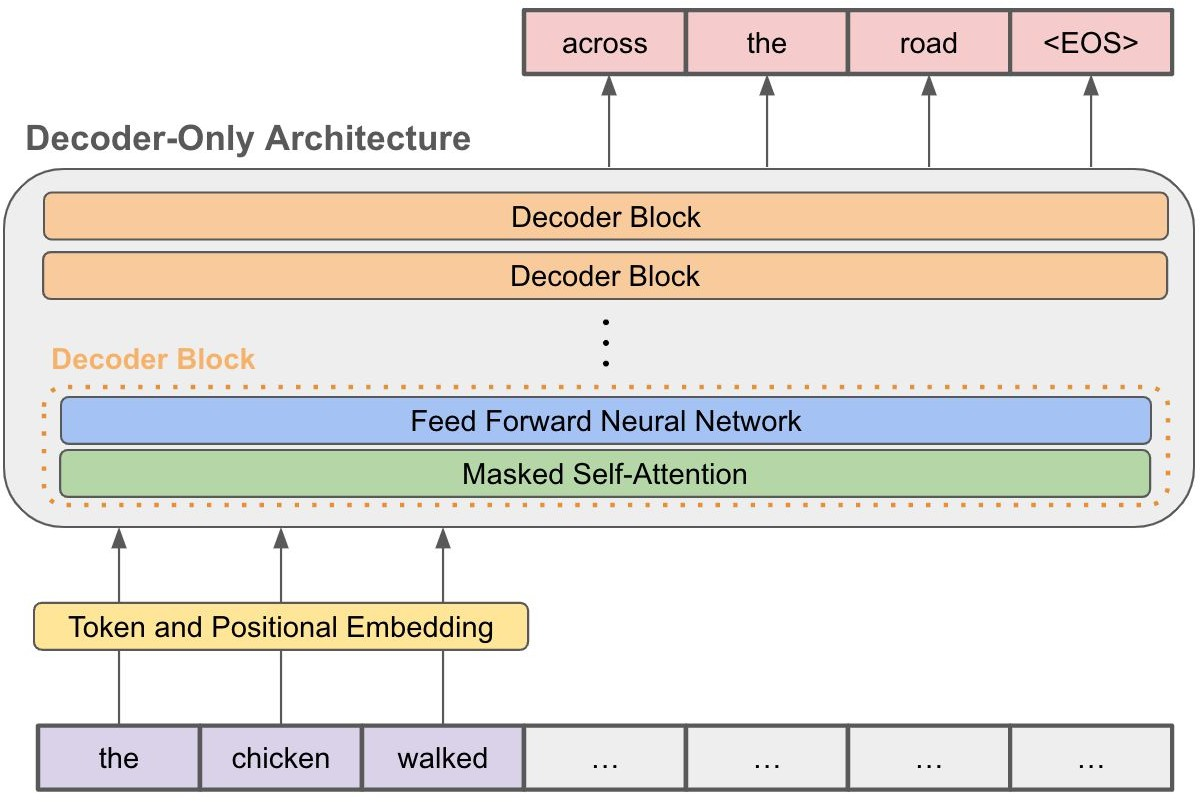 across the road <EOS>
Decoder-Only Architecture
Decoder Block
Decoder Block
Decoder Block
Feed Forward Neural Network
Masked Self-Attention
Token and Positional Embedding
the chicken walked … … … …